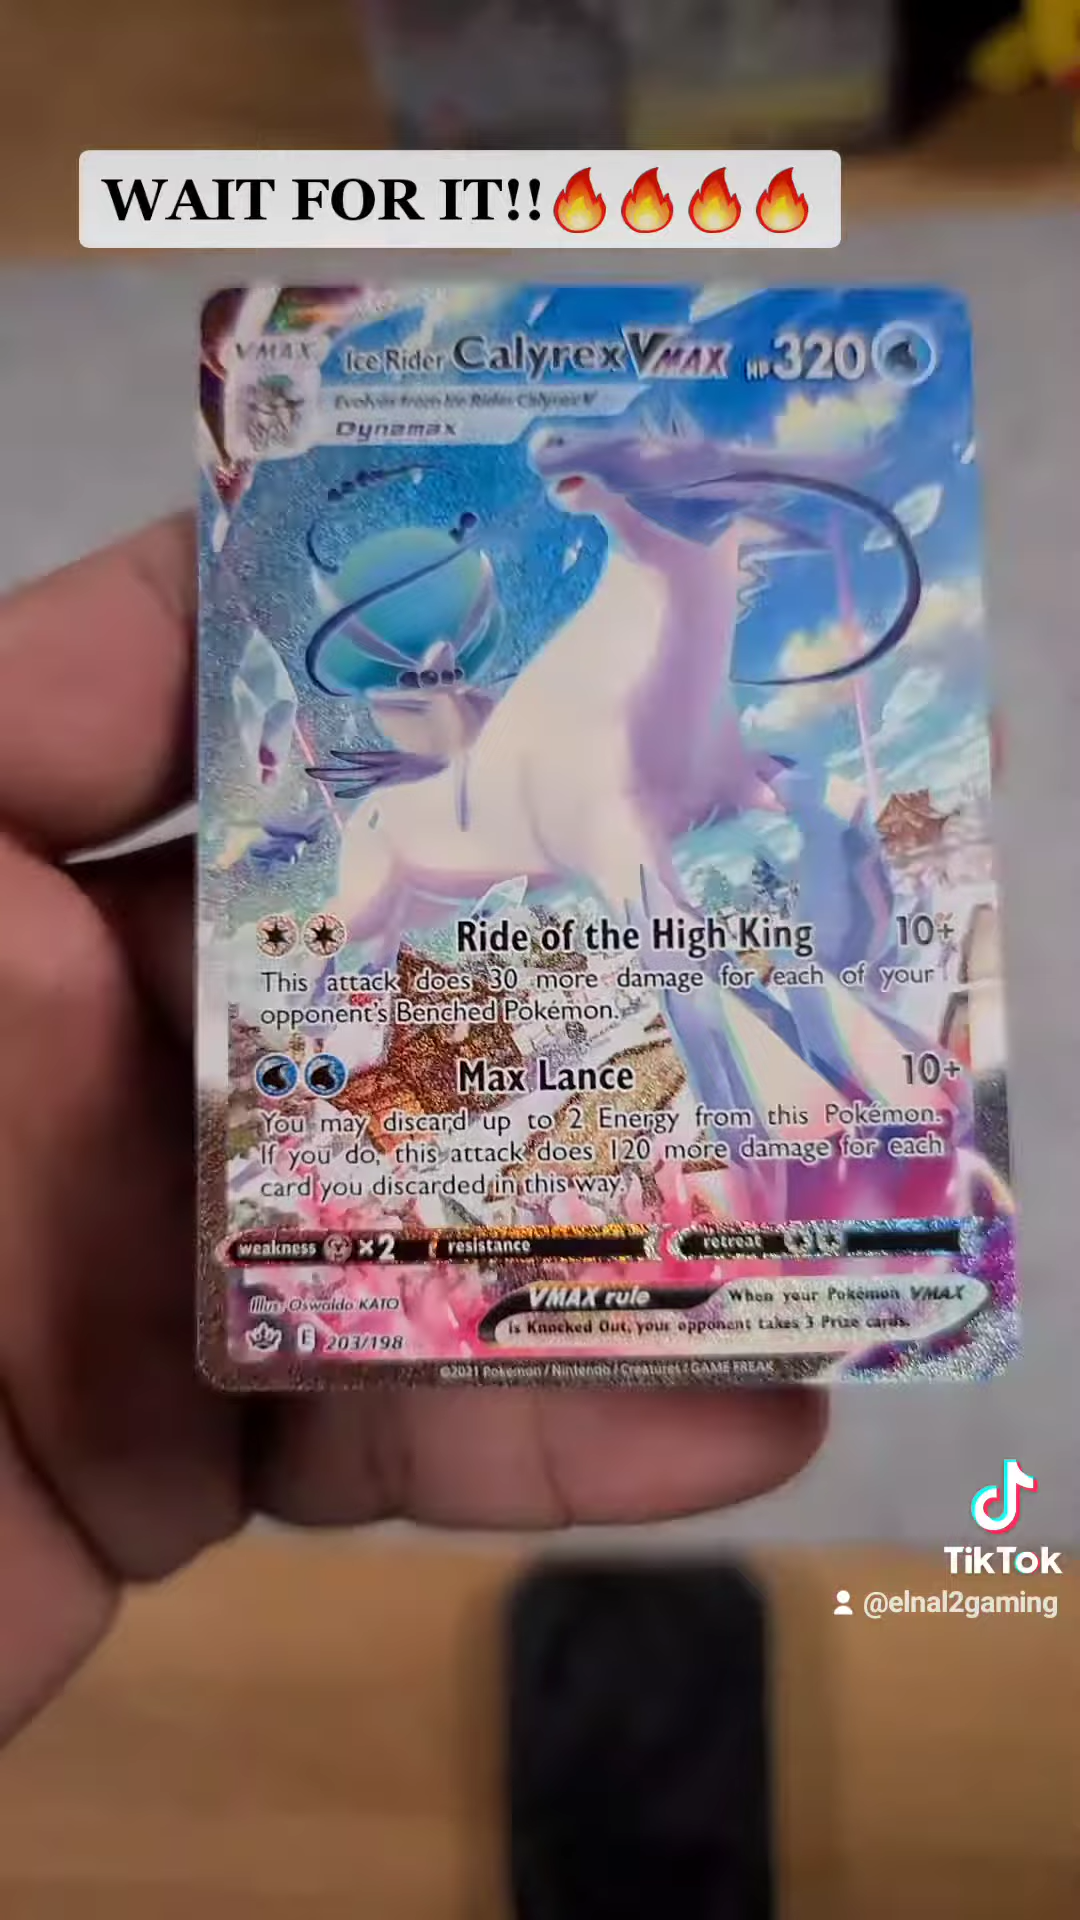 WAIT FOR IT!!🔥🔥🔥🔥
VMAX Ice Rider Calyrex VMAX HP 320
Evolves from Ice Rider Calyrex V
Dynamax
Ride of the High King 10+
This attack does 30 more damage for each of your
opponent's Benched Pokémon.
Max Lance 10+
You may discard up to 2 Energy from this Pokémon.
If you do, this attack does 120 more damage for each
card you discarded in this way.
weakness ×2 resistance retreat
Illus. Oswaldo KATO
VMAX rule When your Pokémon VMAX
is Knocked Out, your opponent takes 3 Prize cards.
E 203/198
©2021 Pokémon / Nintendo / Creatures / GAME FREAK
TikTok
@elnal2gaming